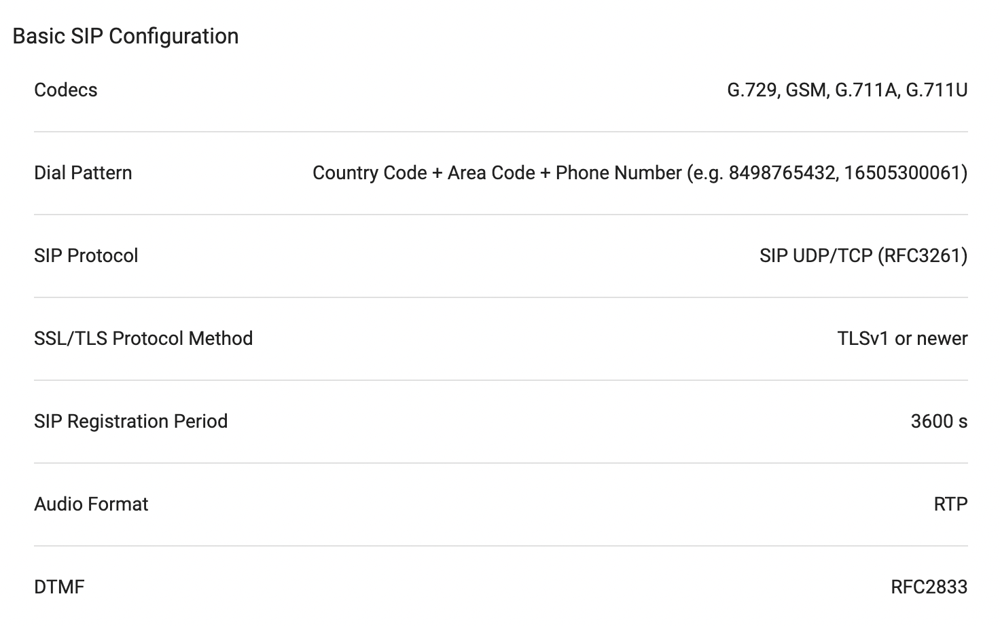 Basic SIP Configuration
Codecs G.729, GSM, G.711A, G.711U
Dial Pattern Country Code + Area Code + Phone Number (e.g. 8498765432, 16505300061)
SIP Protocol SIP UDP/TCP (RFC3261)
SSL/TLS Protocol Method TLSv1 or newer
SIP Registration Period 3600 s
Audio Format RTP
DTMF RFC2833